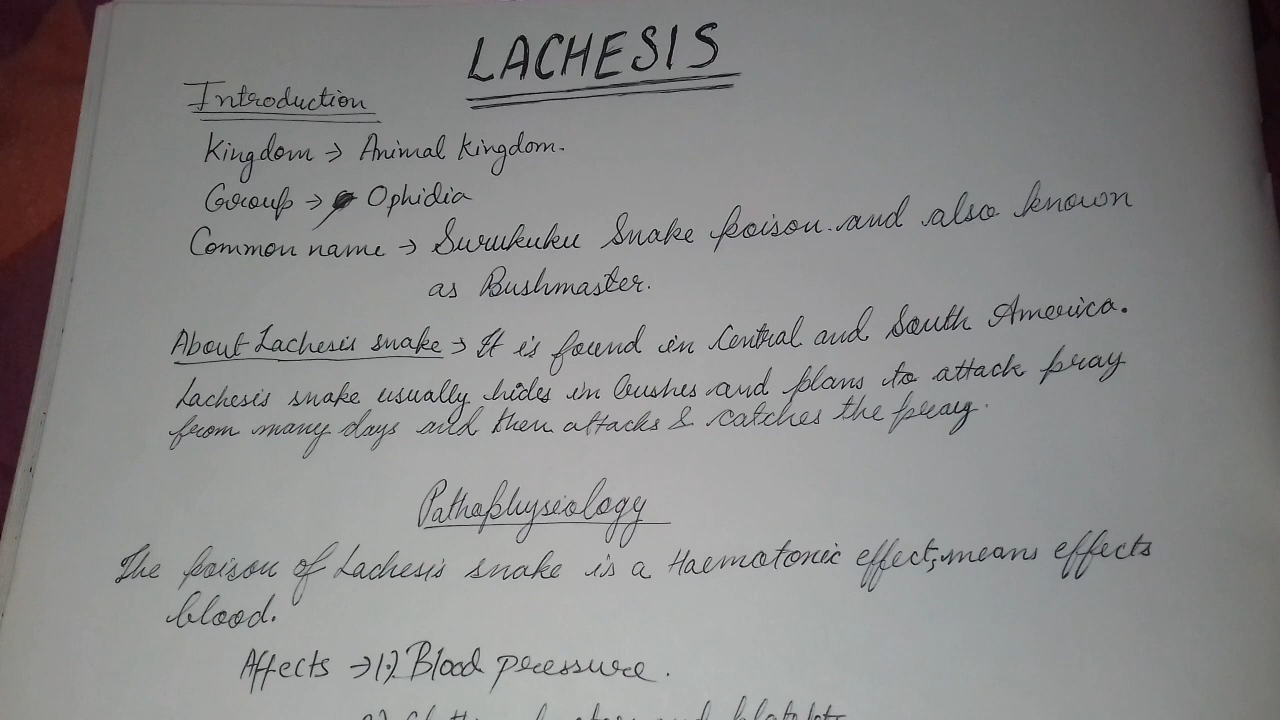 LACHESIS
Introduction
Kingdom → Animal kingdom.
Group → Ophidia
Common name → Surukuku Snake poison. and also known
as Bushmaster.
About Lachesis snake → It is found in Central and South America.
Lachesis snake usually hides in bushes and plans to attack pray
from many days and then attacks & catches the pray.
Pathophysiology
The poison of Lachesis snake is a Haematonic effect, means effects
blood.
Affects → 1.) Blood pressure.
and